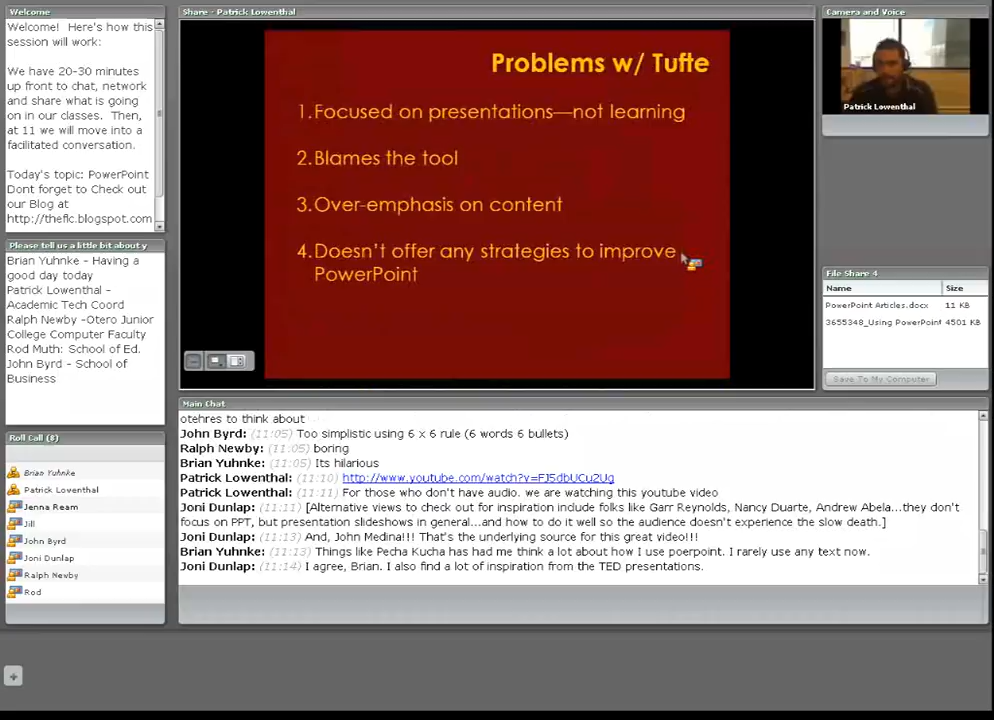 Welcome
Welcome! Here's how this
session will work:
We have 20-30 minutes
up front to chat, network
and share what is going
on in our classes. Then,
at 11 we will move into a
facilitated conversation.
Today's topic: PowerPoint
Dont forget to Check out
our Blog at
http://theflc.blogspot.com
Please tell us a little bit about y
Brian Yuhnke - Having a
good day today
Patrick Lowenthal -
Academic Tech Coord
Ralph Newby -Otero Junior
College Computer Faculty
Rod Muth: School of Ed.
John Byrd - School of
Business
Roll Call (8)
Brian Yuhnke
Patrick Lowenthal
Jenna Ream
Jill
John Byrd
Joni Dunlap
Ralph Newby
Rod
Share - Patrick Lowenthal
Problems w/ Tufte
1.Focused on presentations—not learning
2.Blames the tool
3.Over-emphasis on content
4.Doesn't offer any strategies to improve
PowerPoint
Main Chat
otehres to think about
John Byrd: (11:05) Too simplistic using 6 x 6 rule (6 words 6 bullets)
Ralph Newby: (11:05) boring
Brian Yuhnke: (11:05) Its hilarious
Patrick Lowenthal: (11:10) http://www.youtube.com/watch?v=FJ5dbUCu2Ug
Patrick Lowenthal: (11:11) For those who don't have audio. we are watching this youtube video
Joni Dunlap: (11:11) [Alternative views to check out for inspiration include folks like Garr Reynolds, Nancy Duarte, Andrew Abela...they don't
focus on PPT, but presentation slideshows in general...and how to do it well so the audience doesn't experience the slow death.]
Joni Dunlap: (11:13) And, John Medina!!! That's the underlying source for this great video!!!
Brian Yuhnke: (11:13) Things like Pecha Kucha has had me think a lot about how I use poerpoint. I rarely use any text now.
Joni Dunlap: (11:14) I agree, Brian. I also find a lot of inspiration from the TED presentations.
Camera and Voice
Patrick Lowenthal
File Share 4
Name Size
PowerPoint Articles.docx 11 KB
3655348_Using PowerPoint 4501 KB
Save To My Computer